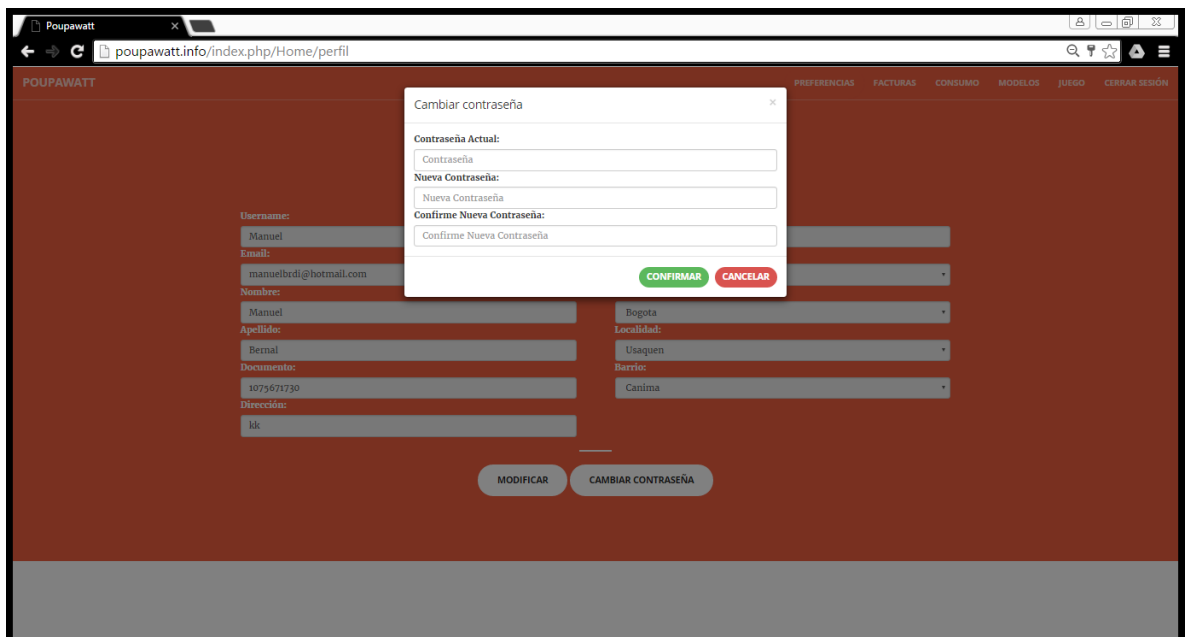 Poupawatt
poupawatt.info/index.php/Home/perfil
POUPAWATT
PREFERENCIAS FACTURAS CONSUMO MODELOS JUEGO CERRAR SESIÓN
Cambiar contraseña
Contraseña Actual:
Contraseña
Nueva Contraseña:
Nueva Contraseña
Confirme Nueva Contraseña:
Confirme Nueva Contraseña
CONFIRMAR CANCELAR
Username:
Manuel
Email:
manuelbrdi@hotmail.com
Nombre:
Manuel
Apellido:
Bernal
Documento:
1075671730
Dirección:
kk
Bogota
Localidad:
Usaquen
Barrio:
Canima
MODIFICAR CAMBIAR CONTRASEÑA